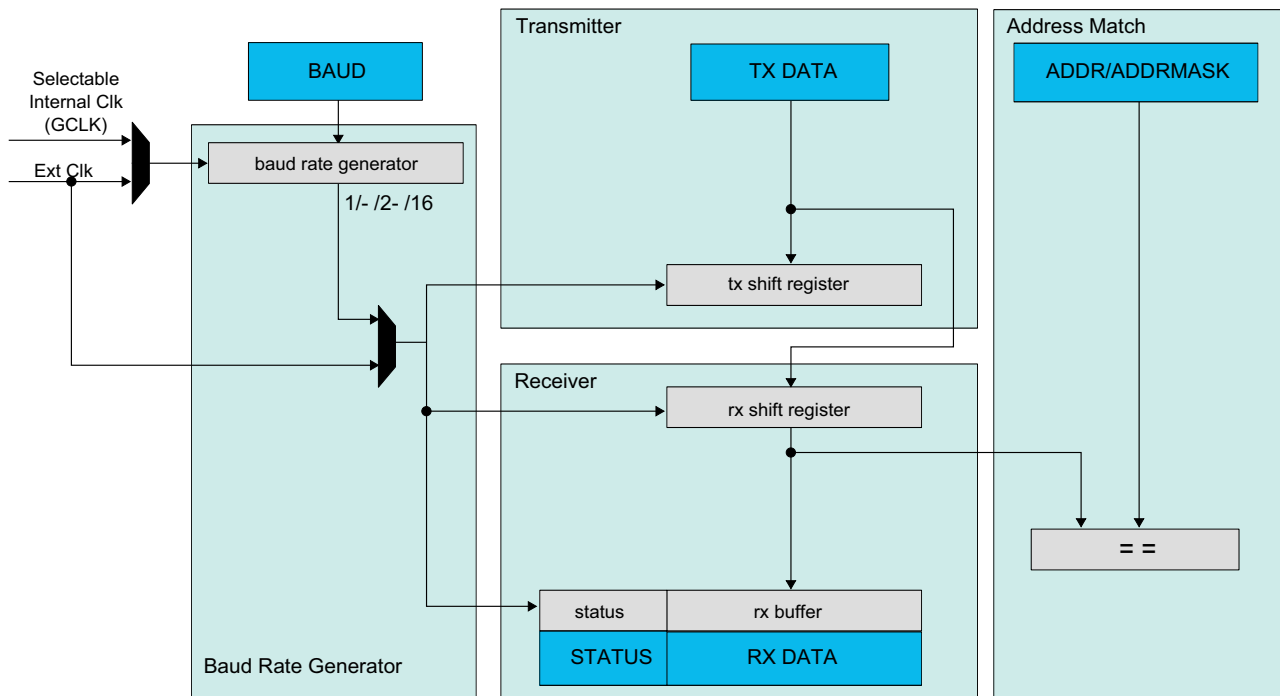 Transmitter
Address Match
BAUD
TX DATA
ADDR/ADDRMASK
Selectable
Internal Clk
(GCLK)
Ext Clk
baud rate generator
1/- /2- /16
tx shift register
Receiver
rx shift register
= =
status
rx buffer
STATUS
RX DATA
Baud Rate Generator